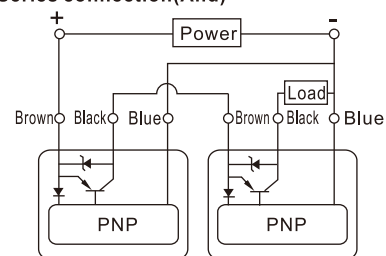 Series connection(And)
+ Power -
Load
Brown Black Blue Brown Black Blue
PNP PNP